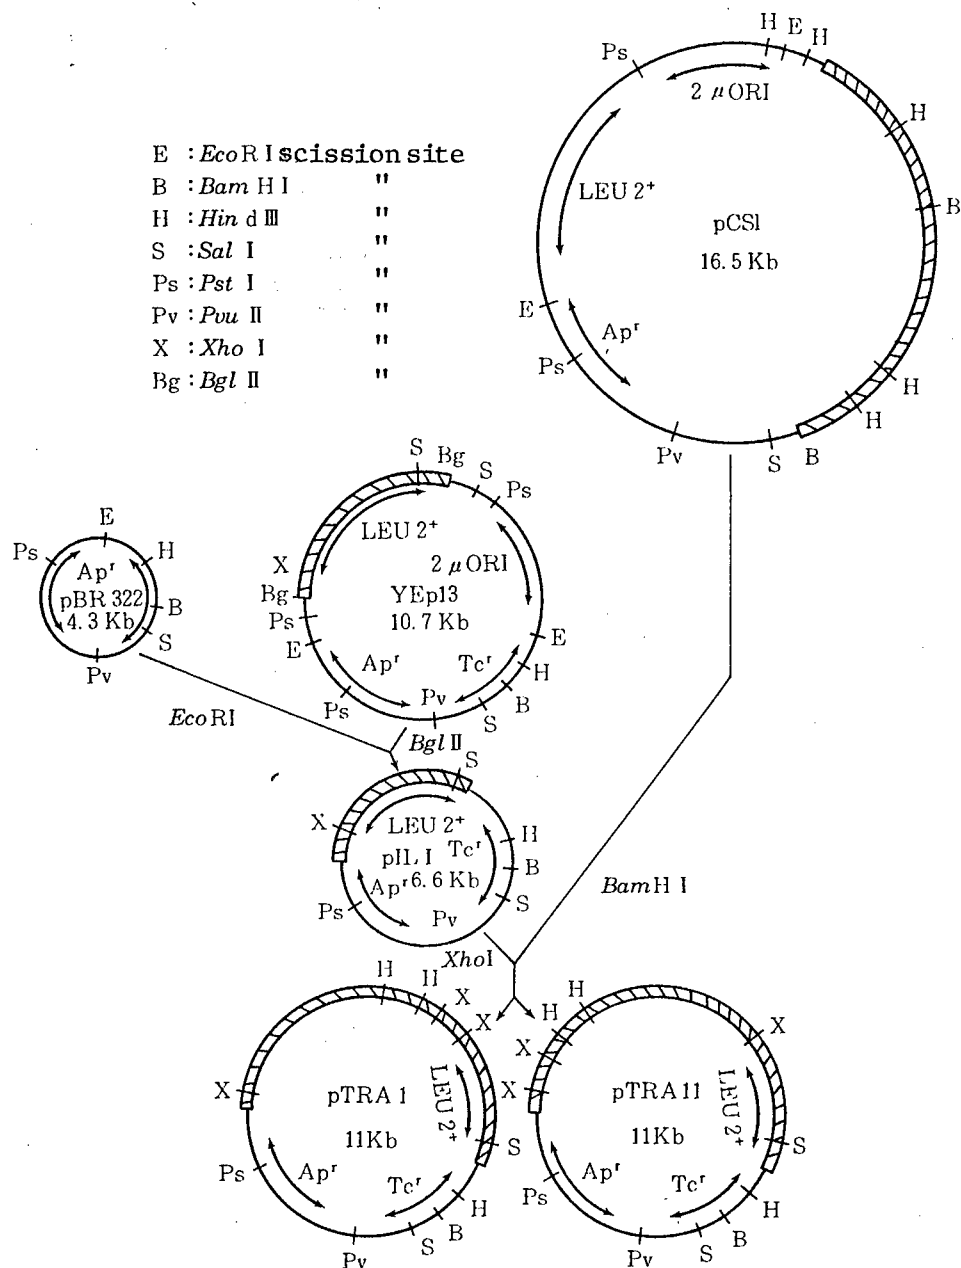 E : EcoR I scission site
B : Bam H I "
H : Hin d III "
S : Sal I "
Ps : Pst I "
Pv : Pvu II "
X : Xho I "
Bg : Bgl II "
H E H
Ps
2 μORI
H
LEU 2+
pCS1
16.5 Kb
B
E
Apr
Ps
H
H
Pv
S
B
E
Ps
H
Apr
pBR 322
4.3 Kb
B
S
Pv
S
Bg
S
Ps
LEU 2+
2 μORI
X
Bg
YEp13
10.7 Kb
Ps
E
E
Apr
Tcr
H
Ps
Pv
B
S
EcoRI
Bgl II
S
X
LEU 2+
Tcr
H
pIL I
B
Apr 6.6 Kb
S
Ps
Pv
XhoI
BamH I
H
H
X
X
X
pTRA 1
11Kb
LEU 2+
S
Ps
Apr
Tcr
H
B
S
Pv
H
H
X
X
X
pTRA 11
11Kb
LEU 2+
S
Ps
Apr
Tcr
H
B
S
Pv